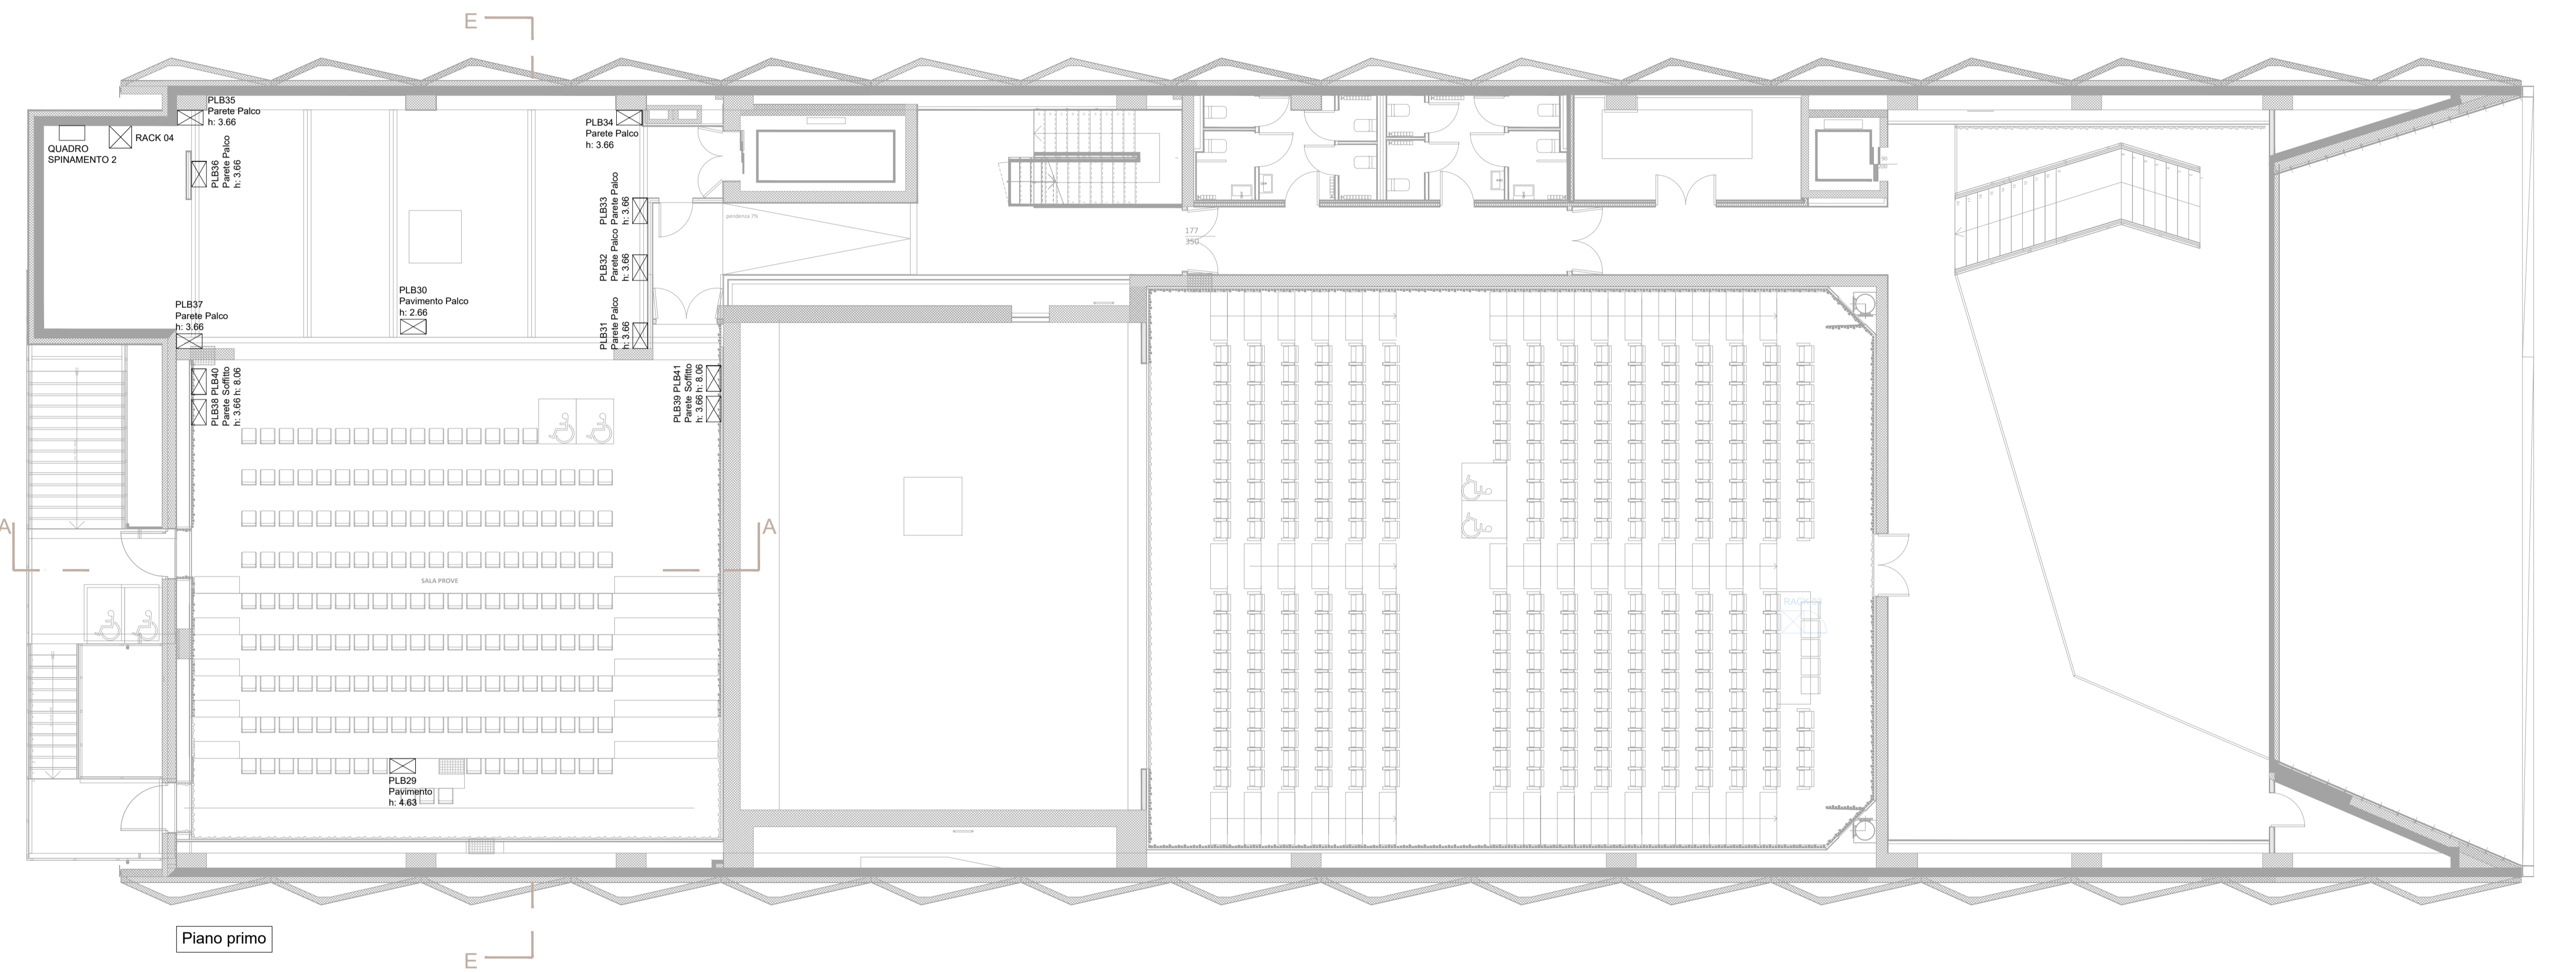 E
PLB35
Parete Palco
h: 3.66
RACK 04
QUADRO
SPINAMENTO 2
PLB36
Parete Palco
h: 3.66
PLB34
Parete Palco
h: 3.66
PLB33
Parete Palco
h: 3.66
PLB32
Parete Palco
h: 3.66
PLB31
Parete Palco
h: 3.66
PLB30
Pavimento Palco
h: 2.66
PLB37
Parete Palco
h: 3.66
pendenza 7%
177
350
PLB38 PLB40
Parete Soffitto
h: 3.66 h: 8.06
PLB39 PLB41
Parete Soffitto
h: 3.66 h: 8.06
A
A
SALA PROVE
PLB29
Pavimento
h: 4.63
Piano primo
E